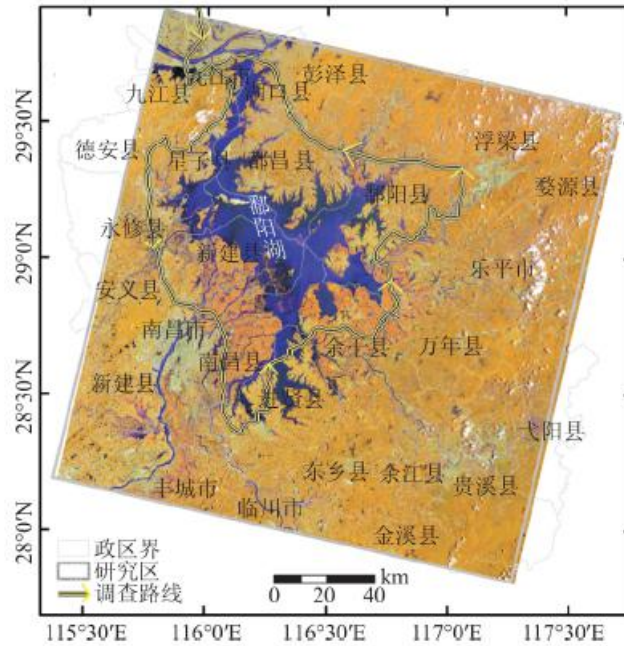 彭泽县
九江市
湖口县
九江县
29°30′N
浮梁县
德安县
星子县
都昌县
鄱阳县
婺源县
鄱阳湖
永修县
新建县
29°0′N
乐平市
安义县
南昌市
余干县
万年县
南昌县
新建县
28°30′N
进贤县
弋阳县
东乡县
余江县
贵溪县
丰城市
临川市
28°0′N
金溪县
政区界
研究区
调查路线
km
0 20 40
115°30′E 116°0′E 116°30′E 117°0′E 117°30′E